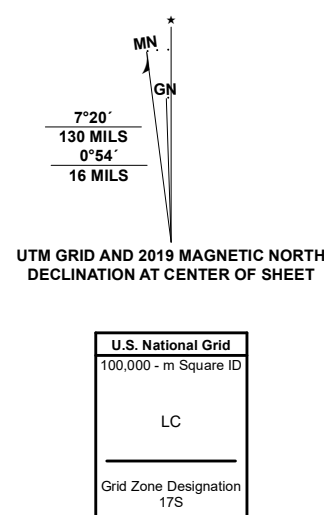 ★
MN
GN
7°20´
130 MILS
0°54´
16 MILS
UTM GRID AND 2019 MAGNETIC NORTH
DECLINATION AT CENTER OF SHEET
U.S. National Grid
100,000 - m Square ID
LC
Grid Zone Designation
17S